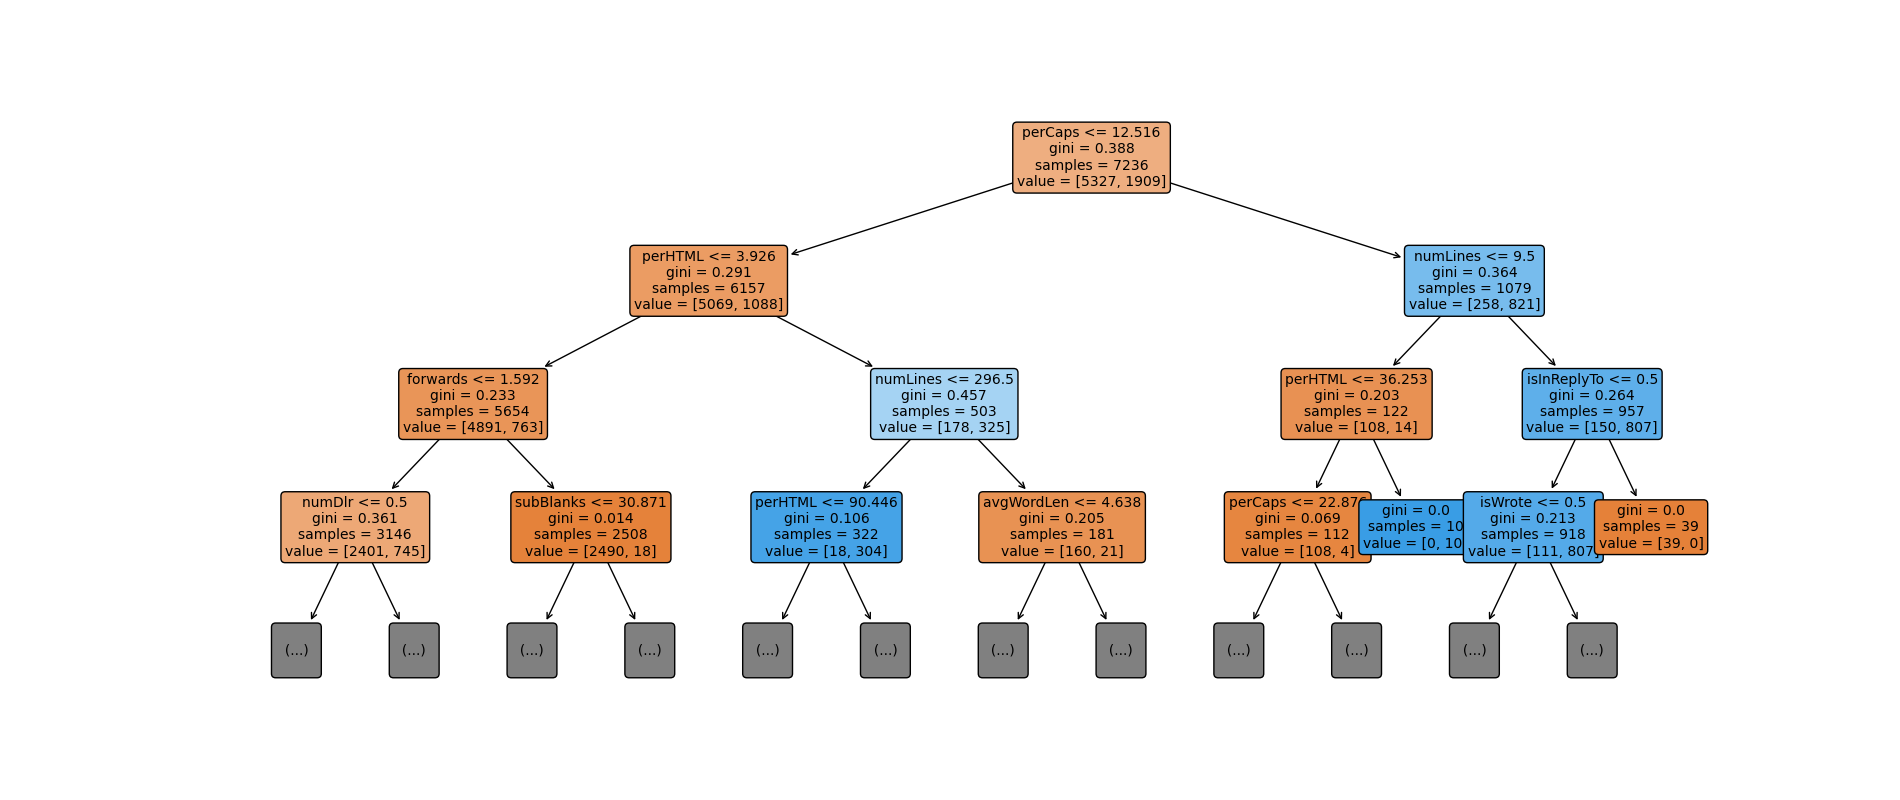 perCaps <= 12.516
gini = 0.388
samples = 7236
value = [5327, 1909]
perHTML <= 3.926
gini = 0.291
samples = 6157
value = [5069, 1088]
numLines <= 9.5
gini = 0.364
samples = 1079
value = [258, 821]
forwards <= 1.592
gini = 0.233
samples = 5654
value = [4891, 763]
numLines <= 296.5
gini = 0.457
samples = 503
value = [178, 325]
perHTML <= 36.253
gini = 0.203
samples = 122
value = [108, 14]
isInReplyTo <= 0.5
gini = 0.264
samples = 957
value = [150, 807]
numDlr <= 0.5
gini = 0.361
samples = 3146
value = [2401, 745]
subBlanks <= 30.871
gini = 0.014
samples = 2508
value = [2490, 18]
perHTML <= 90.446
gini = 0.106
samples = 322
value = [18, 304]
avgWordLen <= 4.638
gini = 0.205
samples = 181
value = [160, 21]
perCaps <= 22.876
gini = 0.069
samples = 112
value = [108, 4]
gini = 0.0
samples = 10
value = [0, 10
isWrote <= 0.5
gini = 0.213
samples = 918
value = [111, 807]
gini = 0.0
samples = 39
value = [39, 0]
(...)
(...)
(...)
(...)
(...)
(...)
(...)
(...)
(...)
(...)
(...)
(...)